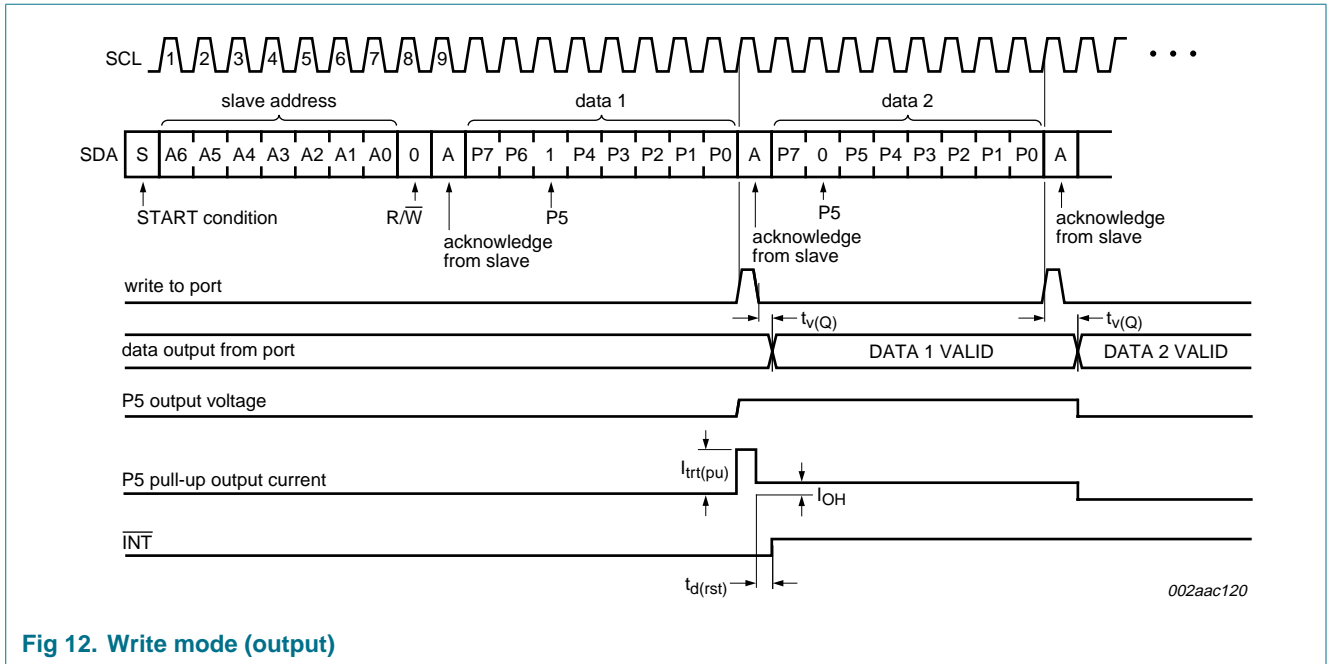 SCL 1 2 3 4 5 6 7 8 9
slave address data 1 data 2
SDA S A6 A5 A4 A3 A2 A1 A0 0 A P7 P6 1 P4 P3 P2 P1 P0 A P7 0 P5 P4 P3 P2 P1 P0 A
START condition R/W P5 P5
acknowledge
from slave
acknowledge
from slave
acknowledge
from slave
write to port
tv(Q) tv(Q)
data output from port DATA 1 VALID DATA 2 VALID
P5 output voltage
Itrt(pu)
P5 pull-up output current
IOH
INT
td(rst)
002aac120
Fig 12. Write mode (output)